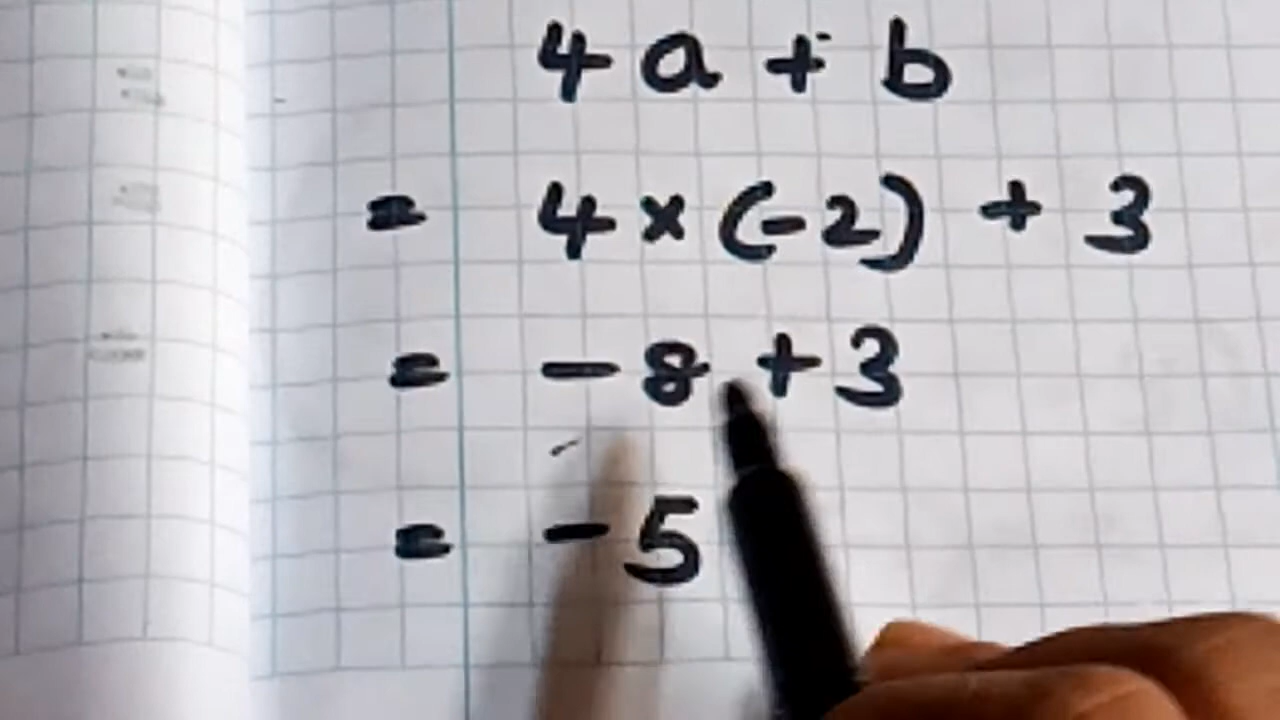 4a + b
= 4 × (-2) + 3
= -8 + 3
= -5